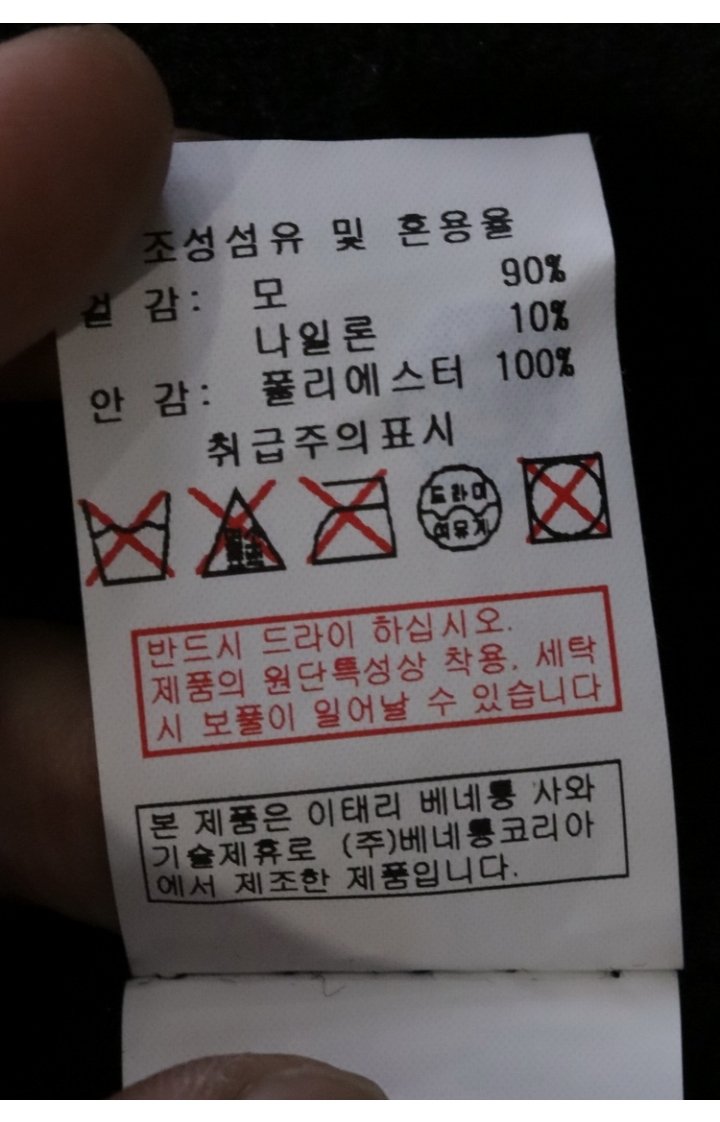 조성섬유 및 혼용율
겉 감: 모 90%
나일론 10%
안 감: 폴리에스터 100%
취급주의표시
드라이
석유계
반드시 드라이 하십시오.
제품의 원단특성상 착용, 세탁
시 보풀이 일어날 수 있습니다
본 제품은 이태리 베네통 사와
기술제휴로 (주)베네통코리아
에서 제조한 제품입니다.